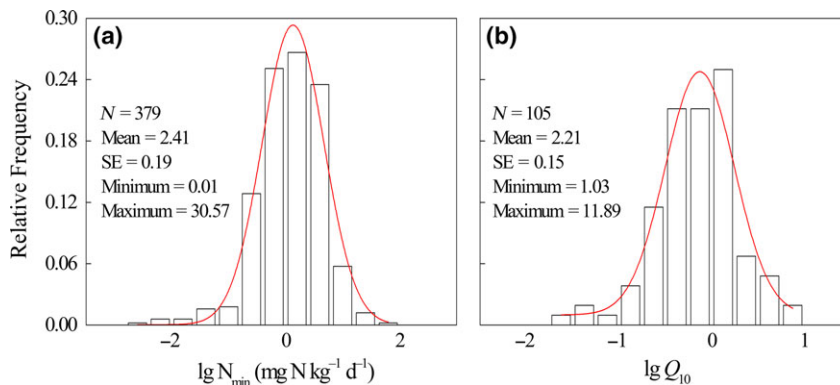 (a)
(b)
0.30
0.24
0.18
0.12
0.06
0.00
Relative Frequency
N = 379
Mean = 2.41
SE = 0.19
Minimum = 0.01
Maximum = 30.57
N = 105
Mean = 2.21
SE = 0.15
Minimum = 1.03
Maximum = 11.89
−2 0 2
−2 −1 0 1
lg N_min (mg N kg⁻¹ d⁻¹)
lg Q₁₀